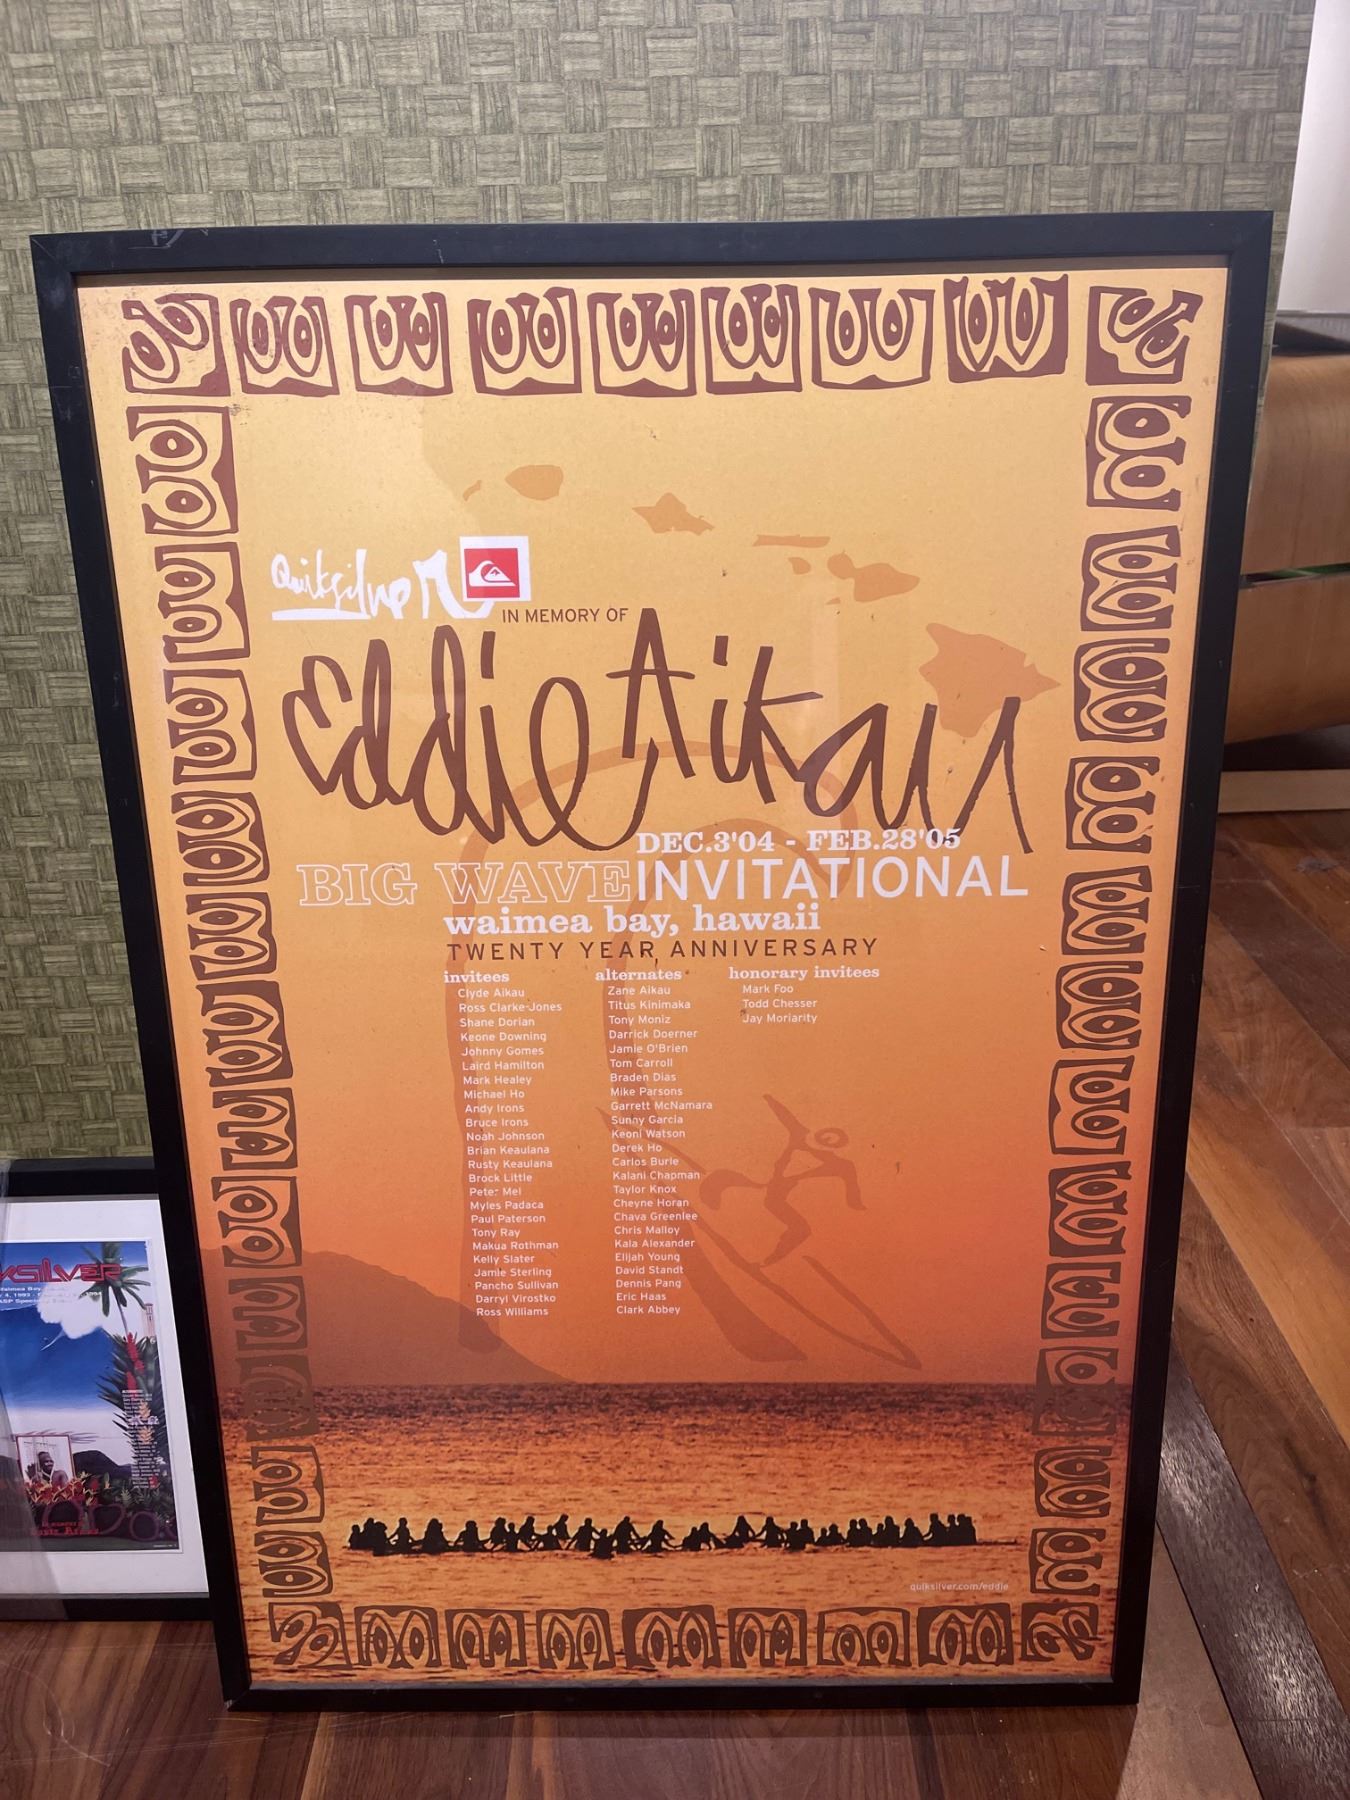 Quiksilver
IN MEMORY OF
Eddie Aikau
DEC.3'04 - FEB.28'05
BIG WAVE INVITATIONAL
waimea bay, hawaii
TWENTY YEAR ANNIVERSARY
invitees
Clyde Aikau
Ross Clarke-Jones
Shane Dorian
Keone Downing
Johnny Gomes
Laird Hamilton
Mark Healey
Michael Ho
Andy Irons
Bruce Irons
Noah Johnson
Brian Keaulana
Rusty Keaulana
Brock Little
Peter Mel
Myles Padaca
Paul Paterson
Tony Ray
Makua Rothman
Kelly Slater
Jamie Sterling
Pancho Sullivan
Darryl Virostko
Ross Williams
alternates
Zane Aikau
Titus Kinimaka
Tony Moniz
Darrick Doerner
Jamie O'Brien
Tom Carroll
Braden Dias
Mike Parsons
Garrett McNamara
Sunny Garcia
Keoni Watson
Derek Ho
Carlos Burle
Kalani Chapman
Taylor Knox
Cheyne Horan
Chava Greenlee
Chris Malloy
Kala Alexander
Elijah Young
David Standt
Dennis Pang
Eric Haas
Clark Abbey
honorary invitees
Mark Foo
Todd Chesser
Jay Moriarity
quiksilver.com/eddie
KSILVER